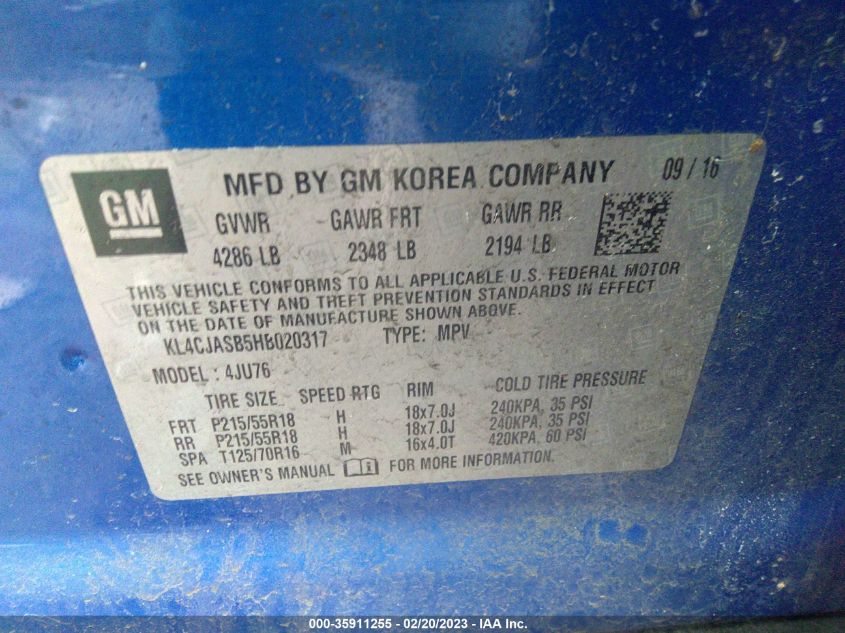 GM
MFD BY GM KOREA COMPANY 09 / 16
GVWR GAWR FRT GAWR RR
4286 LB 2348 LB 2194 LB
THIS VEHICLE CONFORMS TO ALL APPLICABLE U.S. FEDERAL MOTOR
VEHICLE SAFETY AND THEFT PREVENTION STANDARDS IN EFFECT
ON THE DATE OF MANUFACTURE SHOWN ABOVE.
KL4CJASB5HB020317 TYPE: MPV
MODEL : 4JU76
TIRE SIZE SPEED RTG RIM COLD TIRE PRESSURE
FRT P215/55R18 H 18x7.0J 240KPA, 35 PSI
RR P215/55R18 H 18x7.0J 240KPA, 35 PSI
SPA T125/70R16 M 16x4.0T 420KPA, 60 PSI
SEE OWNER'S MANUAL FOR MORE INFORMATION.
000-35911255 - 02/20/2023 - IAA Inc.